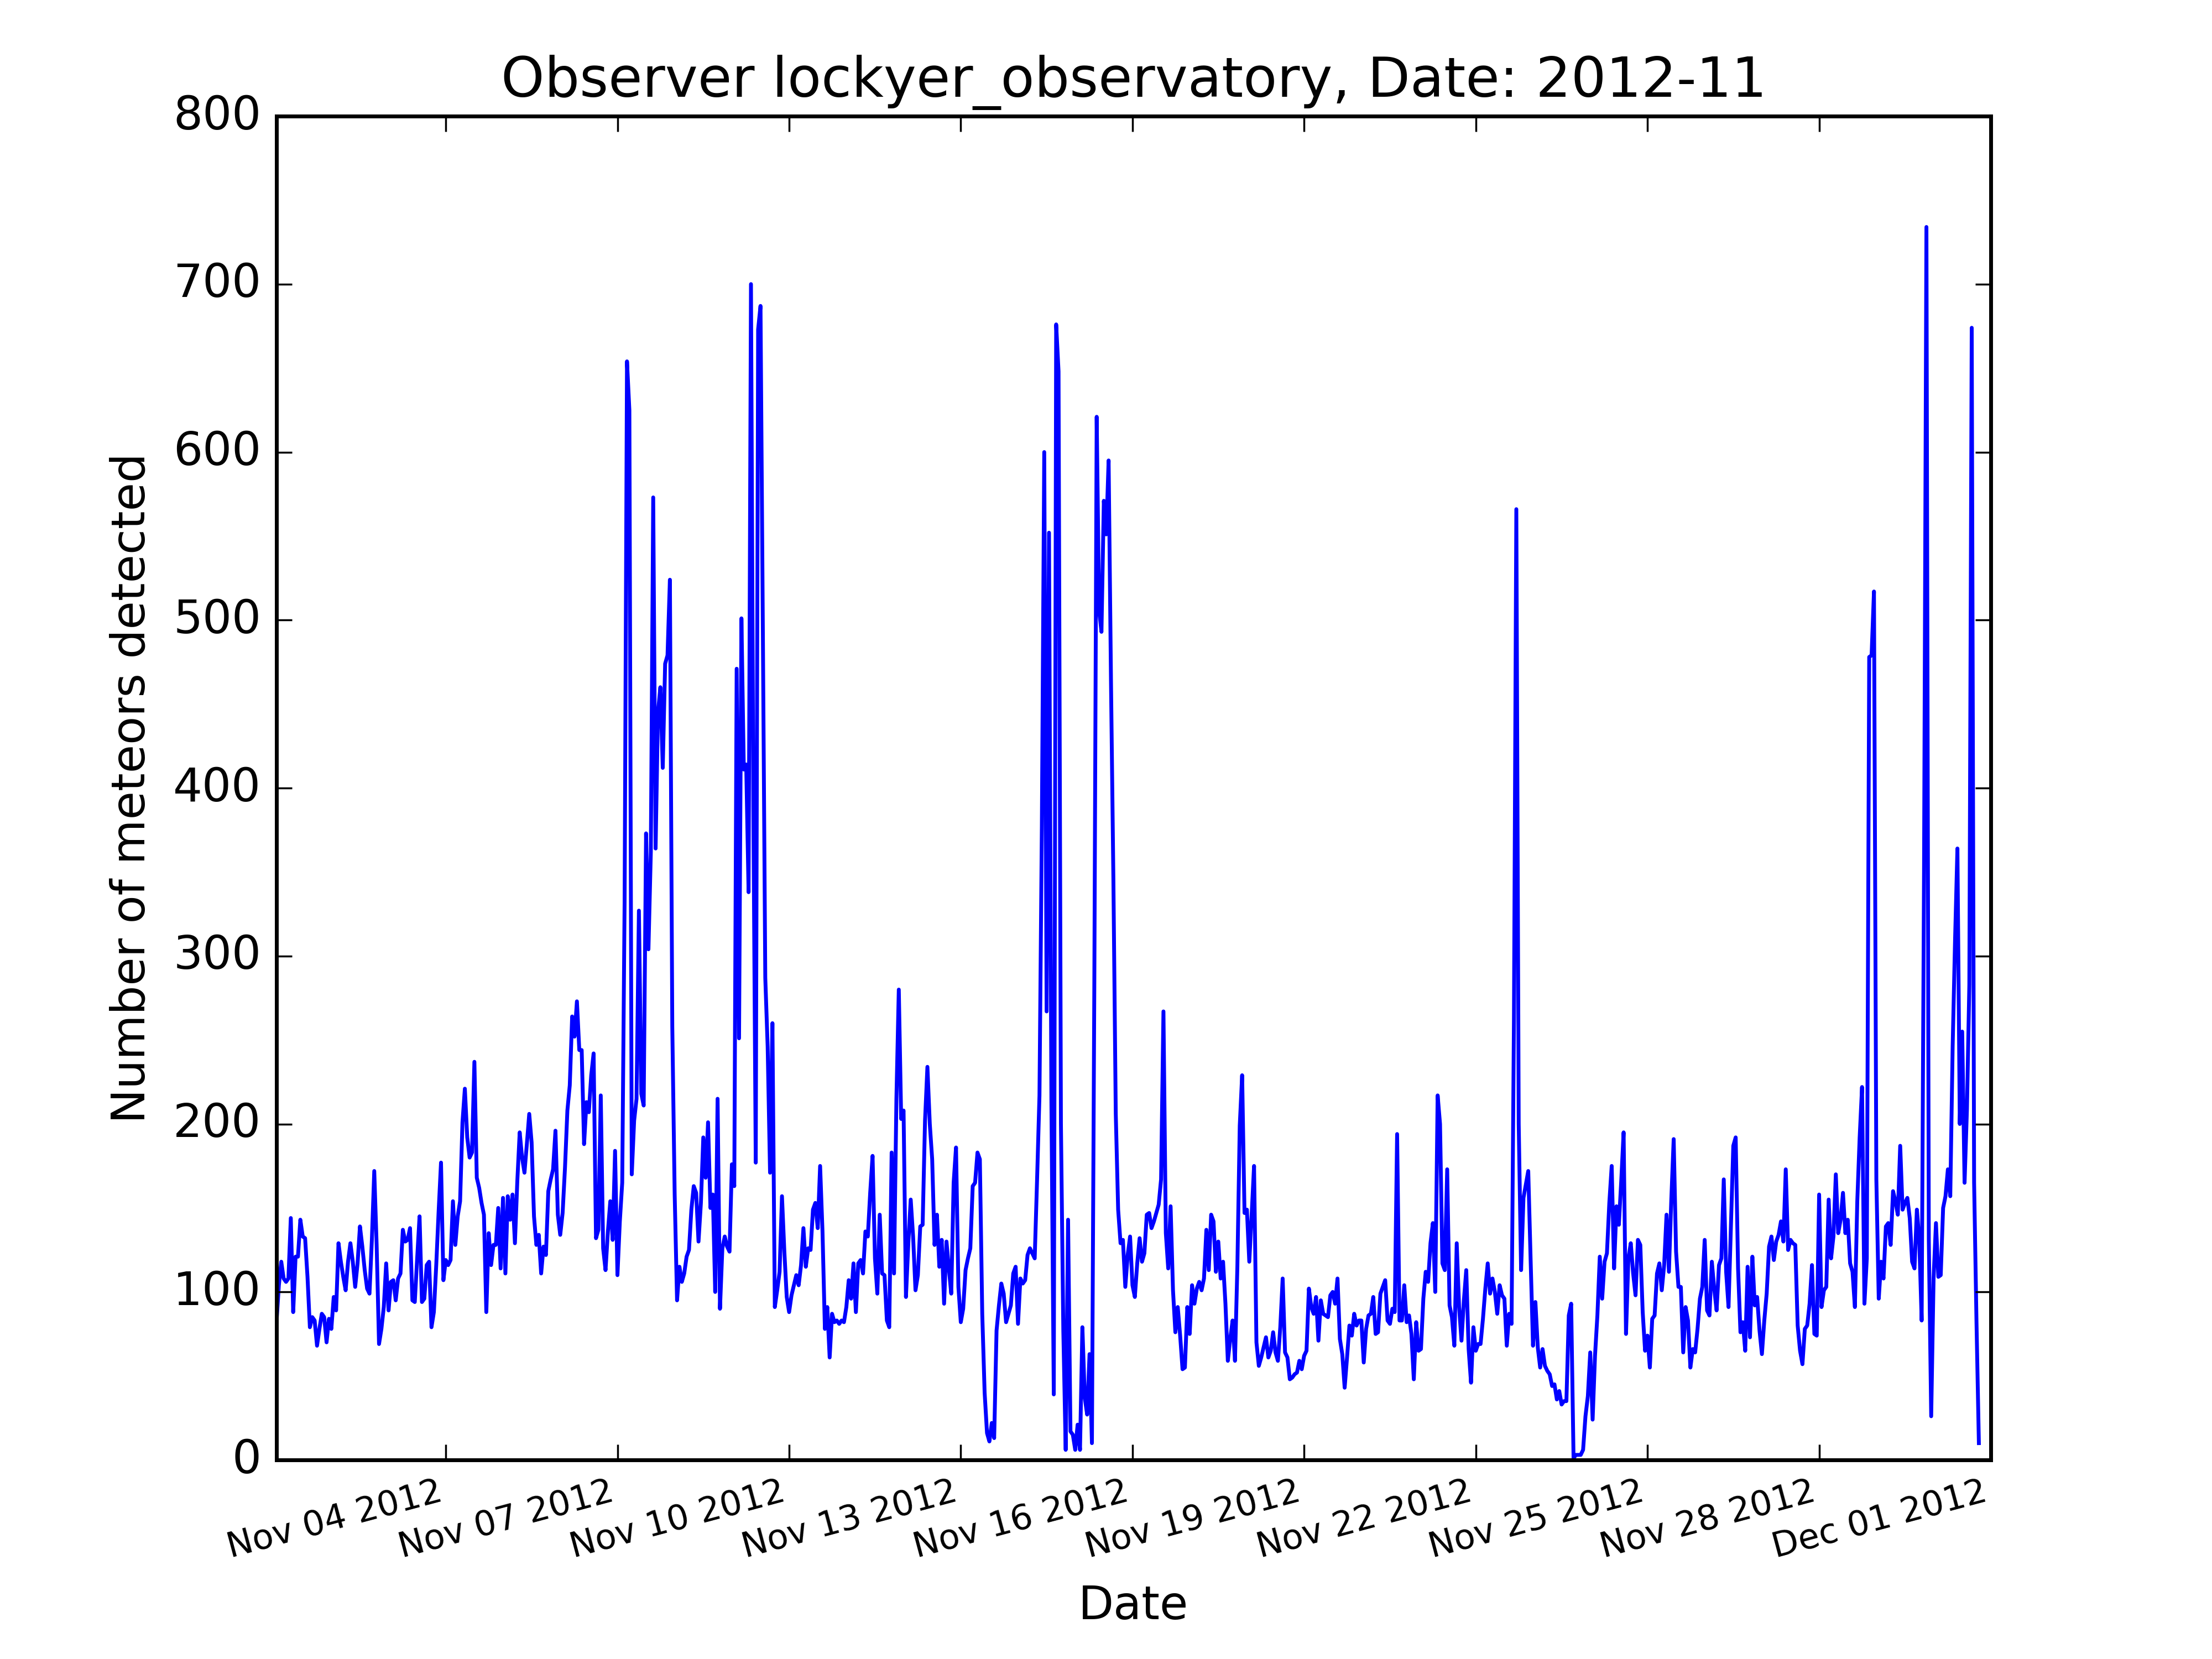 Observer lockyer_observatory, Date: 2012-11
800
700
600
500
400
300
200
100
0
Number of meteors detected
Nov 04 2012
Nov 07 2012
Nov 10 2012
Nov 13 2012
Nov 16 2012
Nov 19 2012
Nov 22 2012
Nov 25 2012
Nov 28 2012
Dec 01 2012
Date